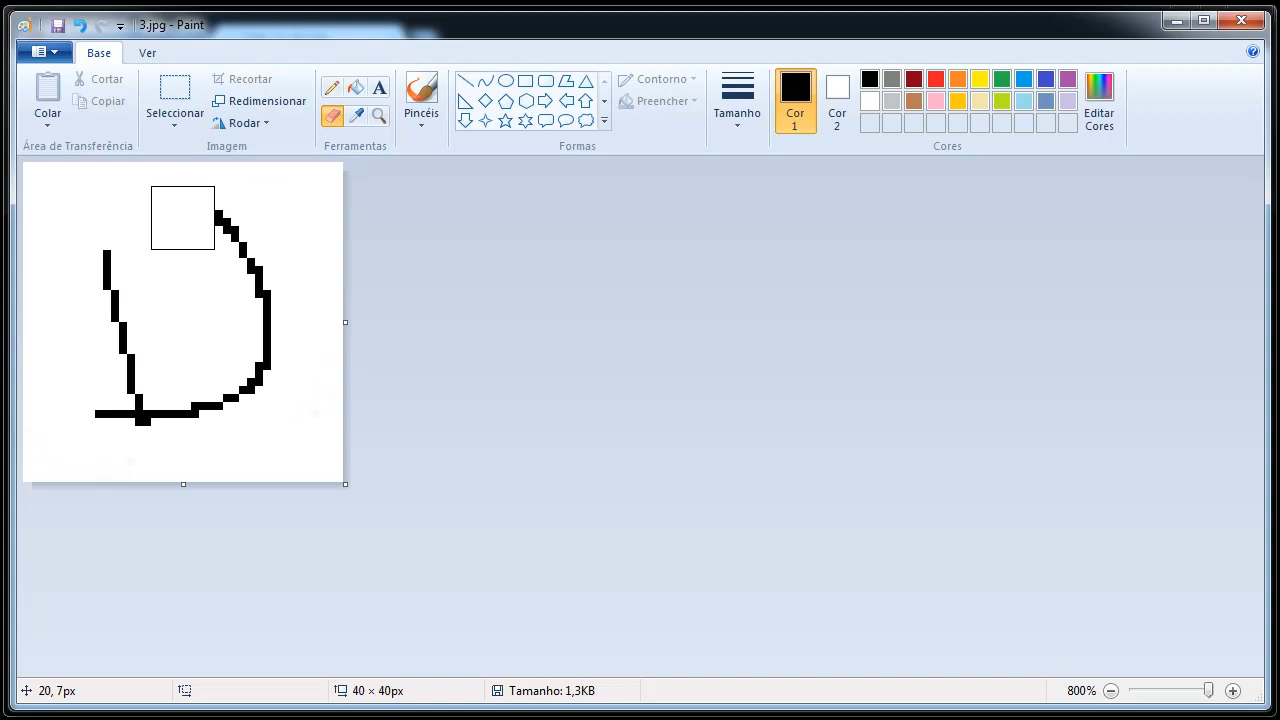 3.jpg - Paint
Base Ver
Cortar
Copiar
Colar
Área de Transferência
Recortar
Redimensionar
Rodar
Seleccionar
Imagem
A
Ferramentas
Pincéis
Contorno
Preencher
Formas
Tamanho
Cor 1
Cor 2
Editar Cores
Cores
20, 7px
40 × 40px
Tamanho: 1,3KB
800%